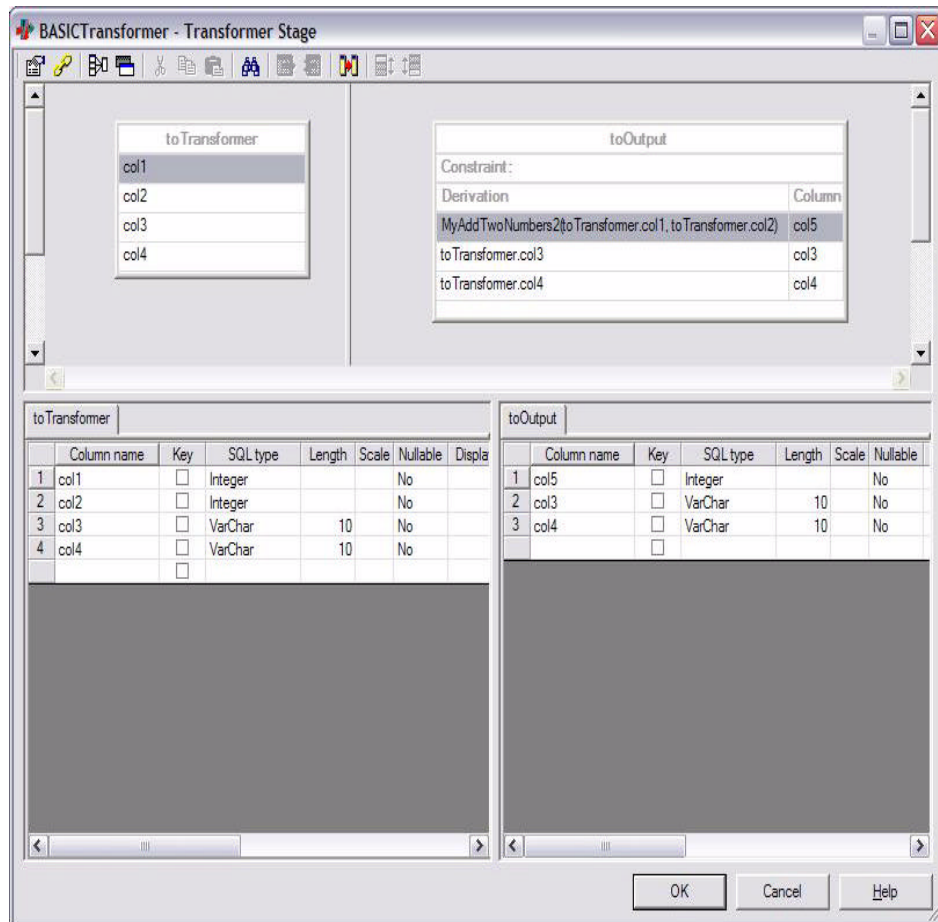 BASICTransformer - Transformer Stage
toTransformer
col1
col2
col3
col4
toOutput
Constraint:
Derivation Column
MyAddTwoNumbers2(toTransformer.col1, toTransformer.col2) col5
toTransformer.col3 col3
toTransformer.col4 col4
toTransformer
Column name Key SQL type Length Scale Nullable Displa
1 col1 Integer No
2 col2 Integer No
3 col3 VarChar 10 No
4 col4 VarChar 10 No
toOutput
Column name Key SQL type Length Scale Nullable
1 col5 Integer No
2 col3 VarChar 10 No
3 col4 VarChar 10 No
OK Cancel Help